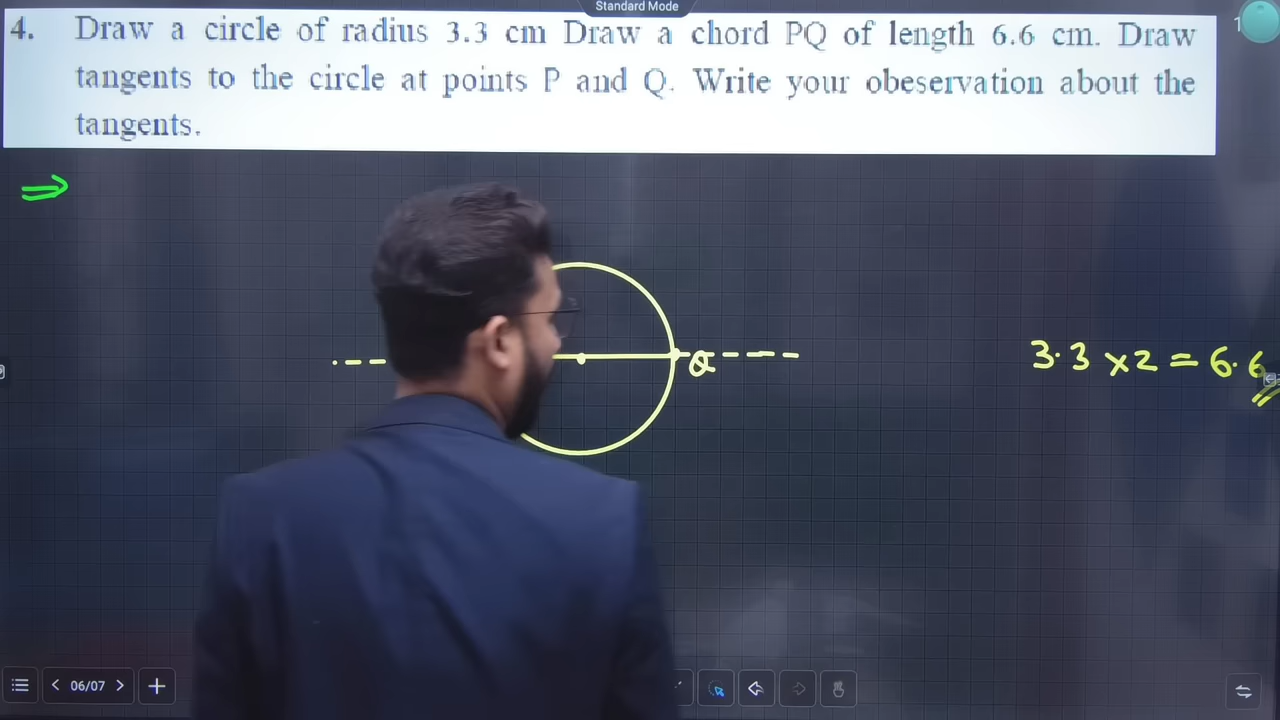 Standard Mode
4. Draw a circle of radius 3.3 cm Draw a chord PQ of length 6.6 cm. Draw
tangents to the circle at points P and Q. Write your obeservation about the
tangents.
Q
3.3 x2 = 6.6
06/07